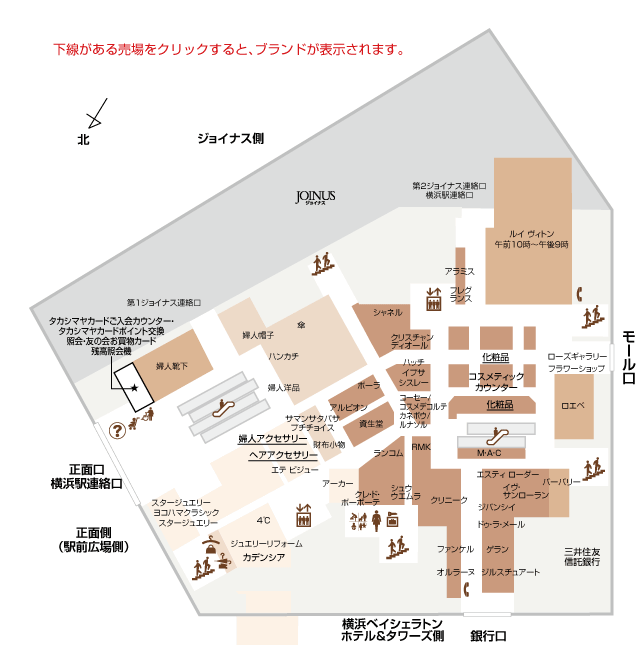 下線がある売場をクリックすると、ブランドが表示されます。
北
ジョイナス側
JOINUS
ジョイナス
第2ジョイナス連絡口
横浜駅連絡口
ルイ ヴィトン
午前10時〜午後9時
アラミス
フレグ
ランス
第1ジョイナス連絡口
タカシマヤカードご入会カウンター・
タカシマヤカードポイント交換
照会・友の会お買物カード
残高照会機
婦人靴下
婦人帽子
傘
ハンカチ
婦人洋品
シャネル
クリスチャン
ディオール
ハッチ
イプサ
シスレー
化粧品
コスメティック
カウンター
化粧品
ローズギャラリー
フラワーショップ
モール口
ロエベ
ポーラ
アルビオン
資生堂
コーセー/
コスメデコルテ
カネボウ/
ルナソル
サマンサタバサ
プチチョイス
婦人アクセサリー
財布小物
ヘアアクセサリー
エテ ビジュー
?
正面口
横浜駅連絡口
正面側
(駅前広場側)
ランコム
RMK
M・A・C
アーカー
クレ・ド・
ポーボーテ
シュウ
ウエムラ
クリニーク
エスティ ローダー
イヴ・
サンローラン
バーバリー
ジバンシイ
ドゥ・ラ・メール
スタージュエリー
ヨコハマクラシック
スタージュエリー
4℃
ジュエリーリフォーム
カデンシア
ファンケル
ゲラン
オルラーヌ
ジルスチュアート
三井住友
信託銀行
横浜ベイシェラトン
ホテル&タワーズ側
銀行口